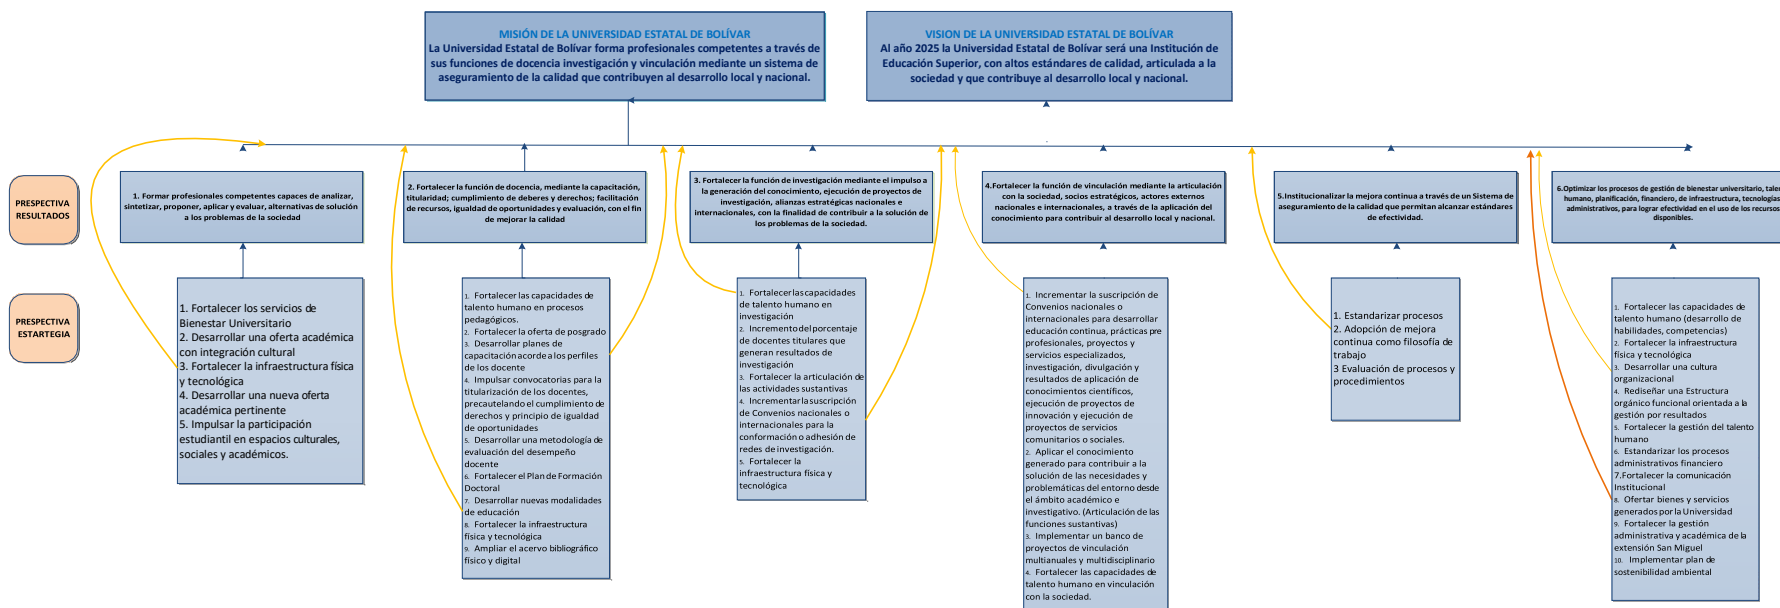 MISIÓN DE LA UNIVERSIDAD ESTATAL DE BOLÍVAR
La Universidad Estatal de Bolívar forma profesionales competentes a través de
sus funciones de docencia investigación y vinculación mediante un sistema de
aseguramiento de la calidad que contribuyen al desarrollo local y nacional.
VISION DE LA UNIVERSIDAD ESTATAL DE BOLÍVAR
Al año 2025 la Universidad Estatal de Bolívar será una Institución de
Educación Superior, con altos estándares de calidad, articulada a la
sociedad y que contribuye al desarrollo local y nacional.
PRESPECTIVA
RESULTADOS
1. Formar profesionales competentes capaces de analizar,
sintetizar, proponer, aplicar y evaluar, alternativas de solución
a los problemas de la sociedad
2. Fortalecer la función de docencia, mediante la capacitación,
titularidad; cumplimiento de deberes y derechos; facilitación
de recursos, igualdad de oportunidades y evaluación, con el fin
de mejorar la calidad
3. Fortalecer la función de investigación mediante el impulso a
la generación del conocimiento, ejecución de proyectos de
investigación, alianzas estratégicas nacionales e
internacionales, con la finalidad de contribuir a la solución de
los problemas de la sociedad.
4.Fortalecer la función de vinculación mediante la articulación
con la sociedad, socios estratégicos, actores externos
nacionales e internacionales, a través de la aplicación del
conocimiento para contribuir al desarrollo local y nacional.
5.Institucionalizar la mejora continua a través de un Sistema de
aseguramiento de la calidad que permitan alcanzar estándares
de efectividad.
6.Optimizar los procesos de gestión de bienestar universitario,
humano, planificación, financiero, de infraestructura, tecnologías
administrativos, para lograr efectividad en el uso de los recursos
disponibles.
PRESPECTIVA
ESTARTEGIA
1. Fortalecer los servicios de
Bienestar Universitario
2. Desarrollar una oferta académica
con integración cultural
3. Fortalecer la infraestructura física
y tecnológica
4. Desarrollar una nueva oferta
académica pertinente
5. Impulsar la participación
estudiantil en espacios culturales,
sociales y académicos.
1. Fortalecer las capacidades de
talento humano en procesos
pedagógicos.
2. Fortalecer la oferta de posgrado
3. Desarrollar planes de
capacitación acorde a los perfiles
de los docente
4. Impulsar convocatorias para la
titularización de los docentes,
precautelando el cumplimiento de
derechos y principio de igualdad
de oportunidades
5. Desarrollar una metodología de
evaluación del desempeño
docente
6. Fortalecer el Plan de Formación
Doctoral
7. Desarrollar nuevas modalidades
de educación
8. Fortalecer la infraestructura
física y tecnológica
9. Ampliar el acervo bibliográfico
físico y digital
1. Fortalecer las capacidades
de talento humano en
investigación
2. Incremento del porcentaje
de docentes titulares que
generan resultados de
investigación
3. Fortalecer la articulación de
las actividades sustantivas
4. Incrementar la suscripción
de Convenios nacionales o
internacionales para la
conformación o adhesión de
redes de investigación.
5. Fortalecer la
infraestructura física y
tecnológica
1. Incrementar la suscripción de
Convenios nacionales o
internacionales para desarrollar
educación continua, prácticas pre
profesionales, proyectos y
servicios especializados,
investigación, divulgación y
resultados de aplicación de
conocimientos científicos,
ejecución de proyectos de
innovación y ejecución de
proyectos de servicios
comunitarios o sociales.
2. Aplicar el conocimiento
generado para contribuir a la
solución de las necesidades y
problemáticas del entorno desde
el ámbito académico e
investigativo. (Articulación de las
funciones sustantivas)
3. Implementar un banco de
proyectos de vinculación
multianuales y multidisciplinario
4. Fortalecer las capacidades de
talento humano en vinculación
con la sociedad.
1. Estandarizar procesos
2. Adopción de mejora
continua como filosofía de
trabajo
3 Evaluación de procesos y
procedimientos
1. Fortalecer las capacidades de
talento humano (desarrollo de
habilidades, competencias)
2. Fortalecer la infraestructura
física y tecnológica
3. Desarrollar una cultura
organizacional
4. Rediseñar una Estructura
orgánico funcional orientada a la
gestión por resultados
5. Fortalecer la gestión del talento
humano
6. Estandarizar los procesos
administrativos financiero
7.Fortalecer la comunicación
Institucional
8. Ofertar bienes y servicios
generados por la Universidad
9. Fortalecer la gestión
administrativa y académica de la
extensión San Miguel
10. Implementar plan de
sostenibilidad ambiental